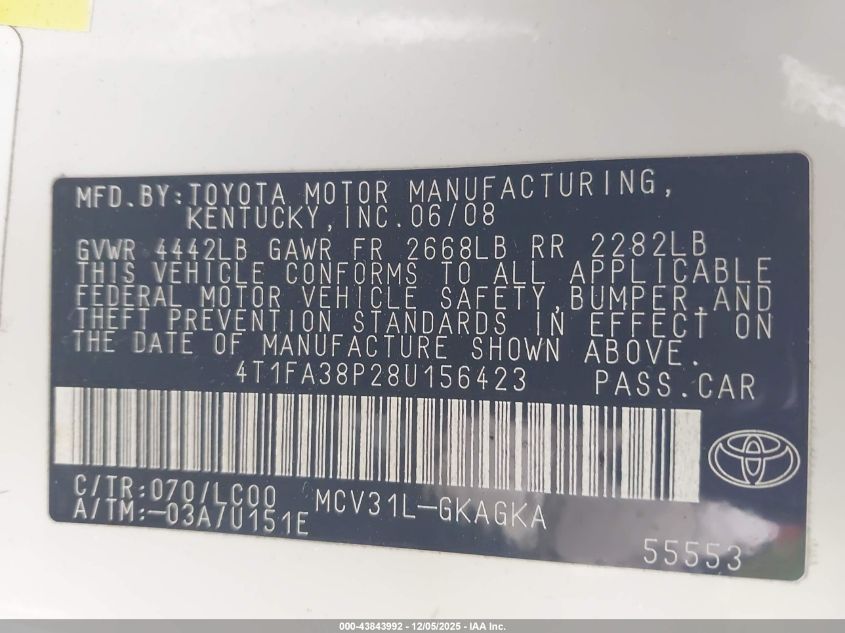 MFD.BY:TOYOTA MOTOR MANUFACTURING,
KENTUCKY,INC.06/08
GVWR 4442LB GAWR FR 2668LB RR 2282LB
THIS VEHICLE CONFORMS TO ALL APPLICABLE
FEDERAL MOTOR VEHICLE SAFETY,BUMPER,AND
THEFT PREVENTION STANDARDS IN EFFECT ON
THE DATE OF MANUFACTURE SHOWN ABOVE.
4T1FA38P28U156423 PASS.CAR
C/TR:070/LC00 MCV31L-GKAGKA
A/TM:-03A/U151E
55553
000-43843992 - 12/05/2025 - IAA Inc.